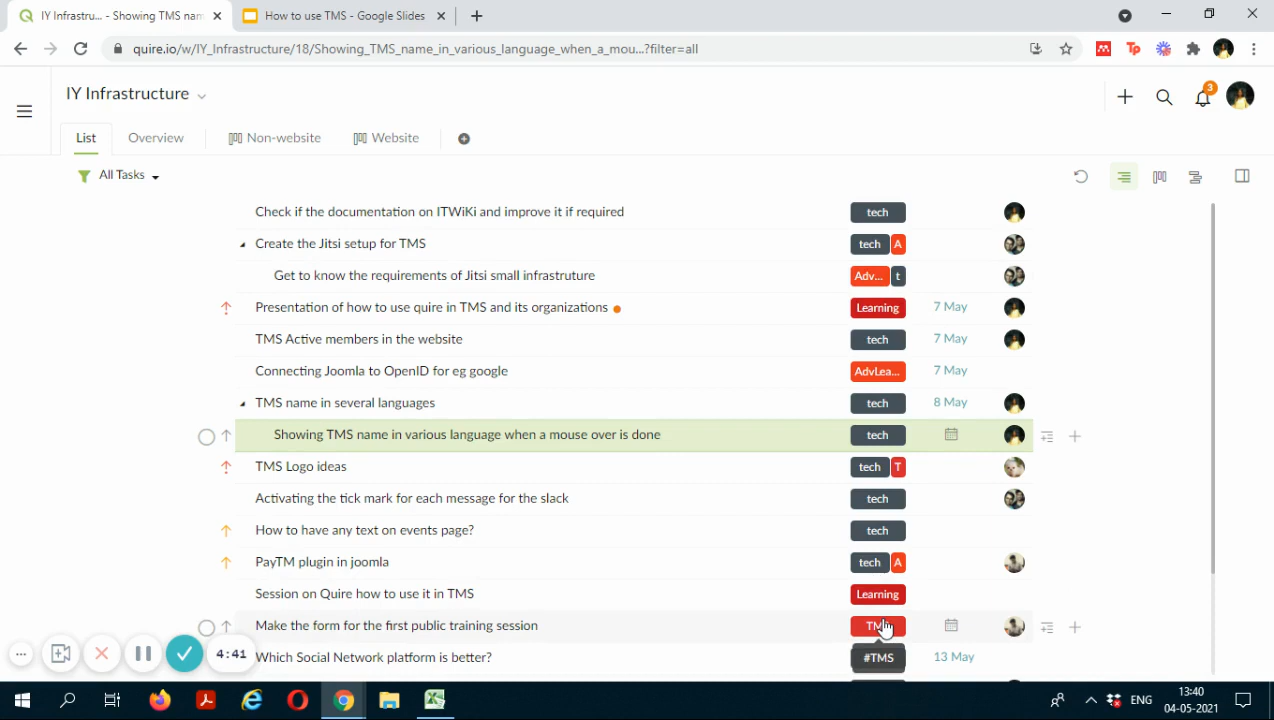 IY Infrastru... - Showing TMS nam
How to use TMS - Google Slides
quire.io/w/IY_Infrastructure/18/Showing_TMS_name_in_various_language_when_a_mou...?filter=all
IY Infrastructure
3
List Overview Non-website Website
All Tasks
Check if the documentation on ITWiKi and improve it if required tech
Create the Jitsi setup for TMS tech A
Get to know the requirements of Jitsi small infrastruture Adv... t
Presentation of how to use quire in TMS and its organizations Learning 7 May
TMS Active members in the website tech 7 May
Connecting Joomla to OpenID for eg google AdvLea... 7 May
TMS name in several languages tech 8 May
Showing TMS name in various language when a mouse over is done tech
TMS Logo ideas tech T
Activating the tick mark for each message for the slack tech
How to have any text on events page? tech
PayTM plugin in joomla tech A
Session on Quire how to use it in TMS Learning
Make the form for the first public training session TMS
4:41 Which Social Network platform is better? #TMS 13 May
ENG 13:40
04-05-2021